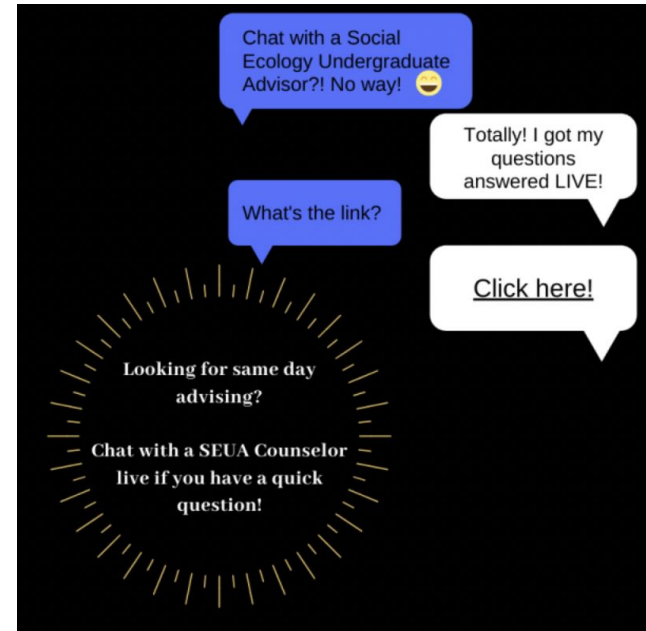 Chat with a Social
Ecology Undergraduate
Advisor?! No way! 😄
Totally! I got my
questions
answered LIVE!
What's the link?
Click here!
Looking for same day
advising?
Chat with a SEUA Counselor
live if you have a quick
question!